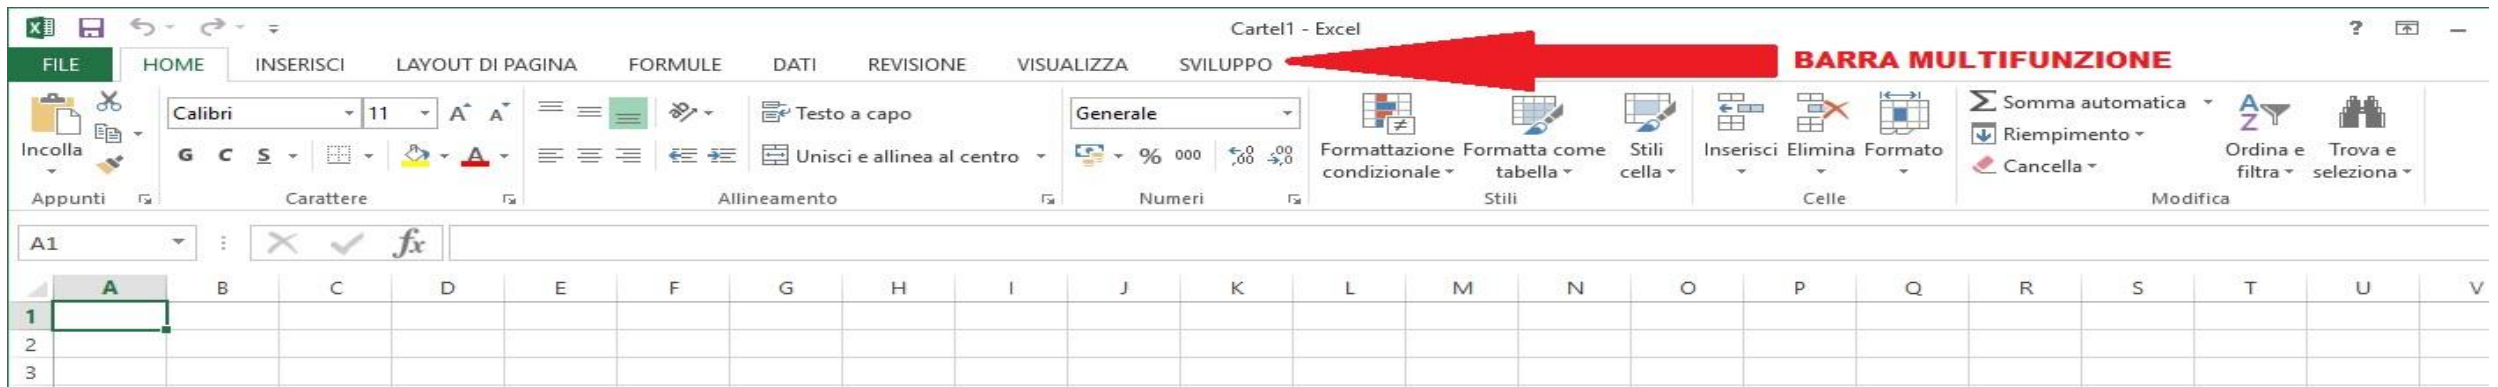 Cartel1 - Excel
?
FILE HOME INSERISCI LAYOUT DI PAGINA FORMULE DATI REVISIONE VISUALIZZA SVILUPPO BARRA MULTIFUNZIONE
Calibri 11 A A Testo a capo Generale Somma automatica
Riempimento
Incolla G C S A Unisci e allinea al centro % 000 ,00 ,0 Formattazione Formatta come Stili Inserisci Elimina Formato Ordina e Trova e
condizionale tabella cella Cancella filtra seleziona
Appunti Carattere Allineamento Numeri Stili Celle Modifica
A1 fx
A B C D E F G H I J K L M N O P Q R S T U V
1
2
3